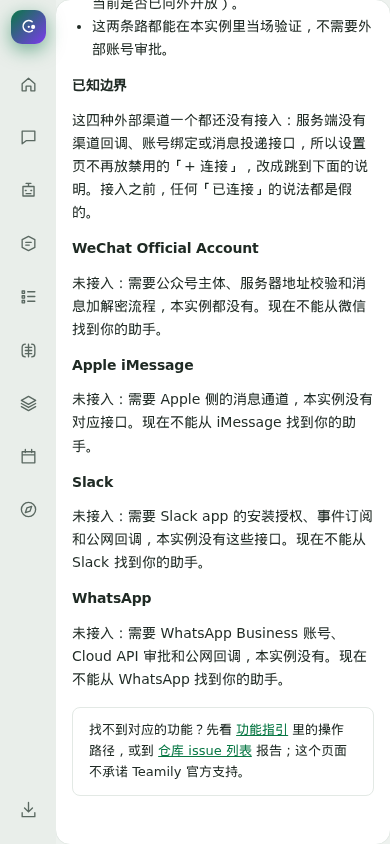 当前是否已向外开放）。
这两条路都能在本实例里当场验证，不需要外
部账号审批。
已知边界
这四种外部渠道一个都还没有接入：服务端没有
渠道回调、账号绑定或消息投递接口，所以设置
页不再放禁用的「+ 连接」，改成跳到下面的说
明。接入之前，任何「已连接」的说法都是假
的。
WeChat Official Account
未接入：需要公众号主体、服务器地址校验和消
息加解密流程，本实例都没有。现在不能从微信
找到你的助手。
Apple iMessage
未接入：需要 Apple 侧的消息通道，本实例没有
对应接口。现在不能从 iMessage 找到你的助
手。
Slack
未接入：需要 Slack app 的安装授权、事件订阅
和公网回调，本实例没有这些接口。现在不能从
Slack 找到你的助手。
WhatsApp
未接入：需要 WhatsApp Business 账号、
Cloud API 审批和公网回调，本实例没有。现在
不能从 WhatsApp 找到你的助手。
找不到对应的功能？先看 功能指引 里的操作
路径，或到 仓库 issue 列表 报告；这个页面
不承诺 Teamily 官方支持。